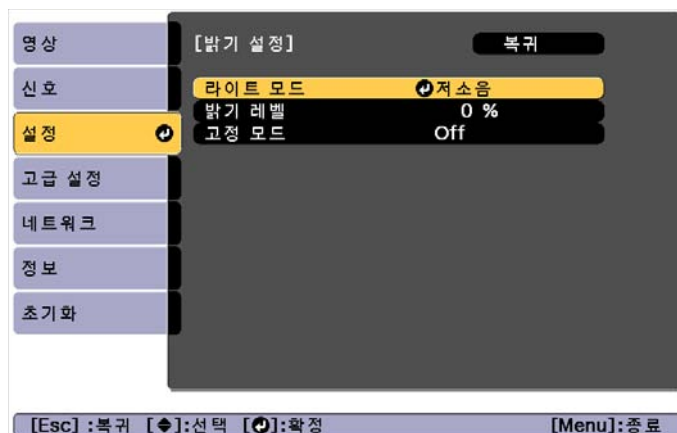 영상
신호
설정
고급 설정
네트워크
정보
초기화
[밝기 설정] 복귀
라이트 모드 저소음
밝기 레벨 0 %
고정 모드 Off
[Esc] :복귀 [◆]:선택 [↵]:확정 [Menu]:종료